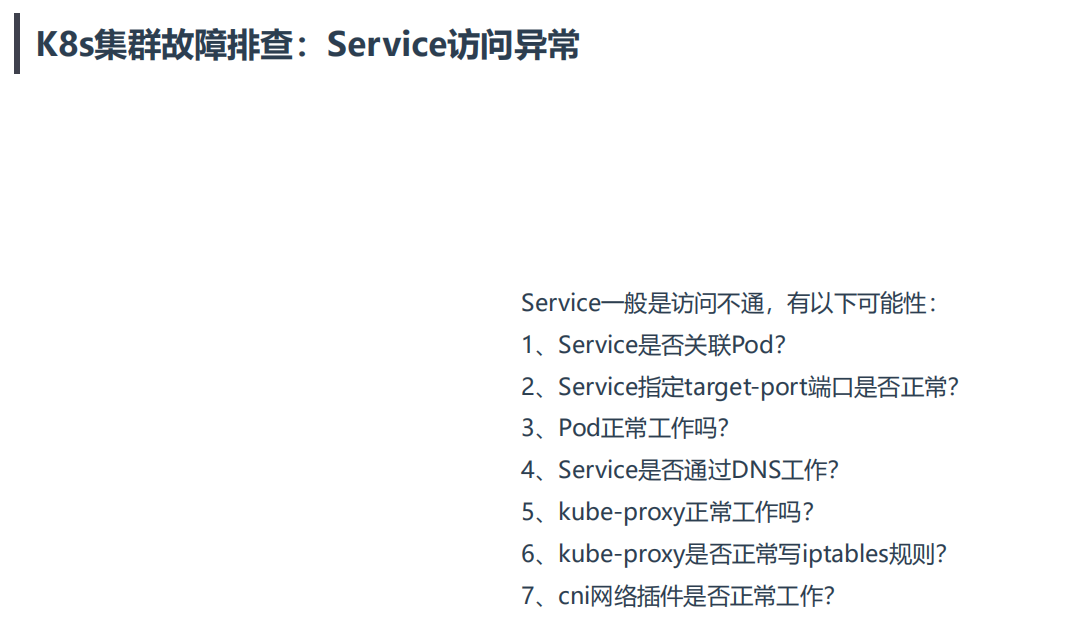 K8s集群故障排查：Service访问异常
Service一般是访问不通，有以下可能性：
1、Service是否关联Pod？
2、Service指定target-port端口是否正常？
3、Pod正常工作吗？
4、Service是否通过DNS工作？
5、kube-proxy正常工作吗？
6、kube-proxy是否正常写iptables规则？
7、cni网络插件是否正常工作？